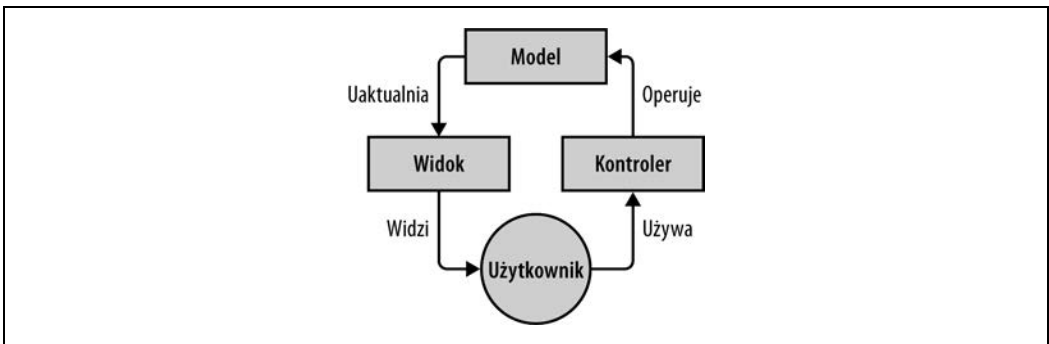 Model
Uaktualnia
Operuje
Widok
Kontroler
Widzi
Używa
Użytkownik